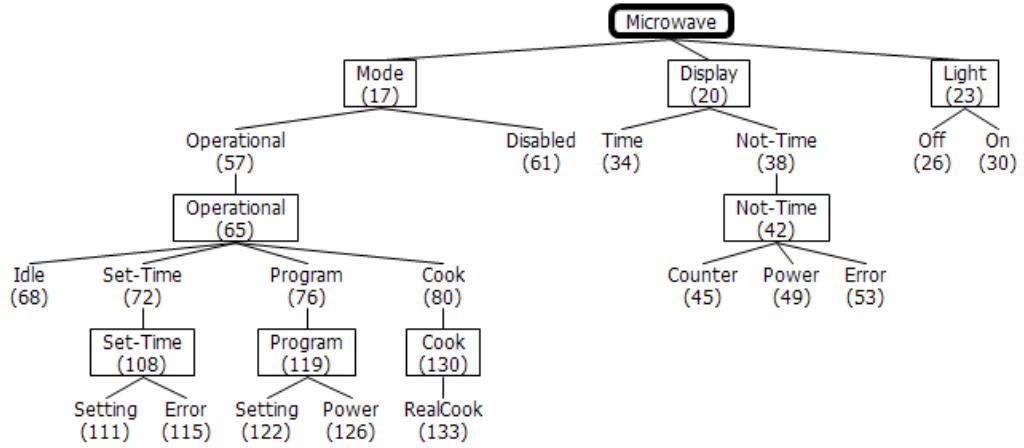 Microwave
Mode Display Light
(17) (20) (23)
Operational Disabled Time Not-Time Off On
(57) (61) (34) (38) (26) (30)
Operational Not-Time
(65) (42)
Idle Set-Time Program Cook Counter Power Error
(68) (72) (76) (80) (45) (49) (53)
Set-Time Program Cook
(108) (119) (130)
Setting Error Setting Power RealCook
(111) (115) (122) (126) (133)